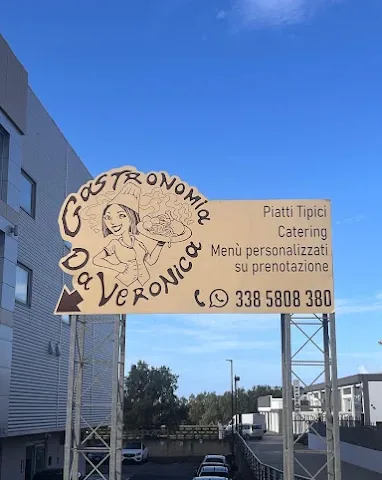 Gastronomia
Da Veronica
Piatti Tipici
Catering
Menù personalizzati
su prenotazione
338 5808 380